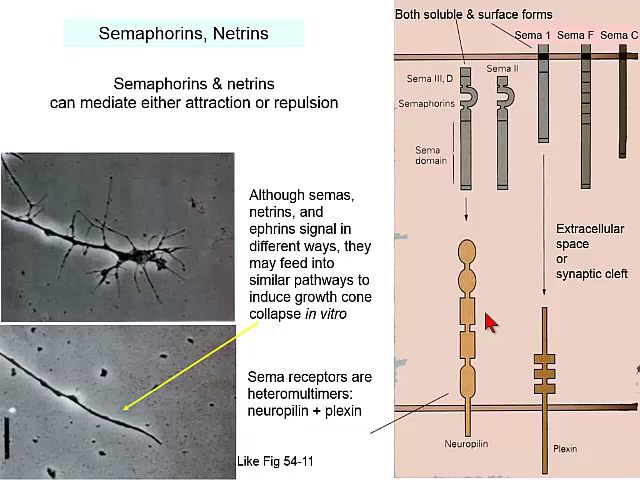 Semaphorins, Netrins
Semaphorins & netrins
can mediate either attraction or repulsion
Although semas,
netrins, and
ephrins signal in
different ways, they
may feed into
similar pathways to
induce growth cone
collapse in vitro
Sema receptors are
heteromultimers:
neuropilin + plexin
Like Fig 54-11
Both soluble & surface forms
Sema 1
Sema F
Sema C
Sema III, D
Sema II
Semaphorins
Sema
domain
Extracellular
space
or
synaptic cleft
Neuropilin
Plexin